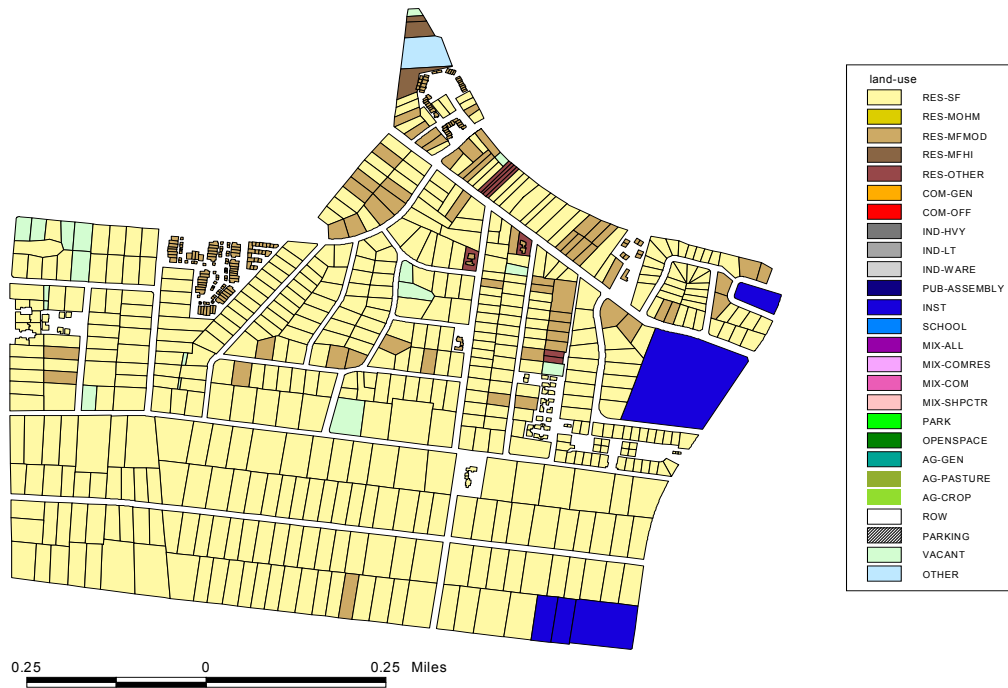 land-use
RES-SF
RES-MOHM
RES-MFMOD
RES-MFHI
RES-OTHER
COM-GEN
COM-OFF
IND-HVY
IND-LT
IND-WARE
PUB-ASSEMBLY
INST
SCHOOL
MIX-ALL
MIX-COMRES
MIX-COM
MIX-SHPCTR
PARK
OPENSPACE
AG-GEN
AG-PASTURE
AG-CROP
ROW
PARKING
VACANT
OTHER
0.25 0 0.25 Miles